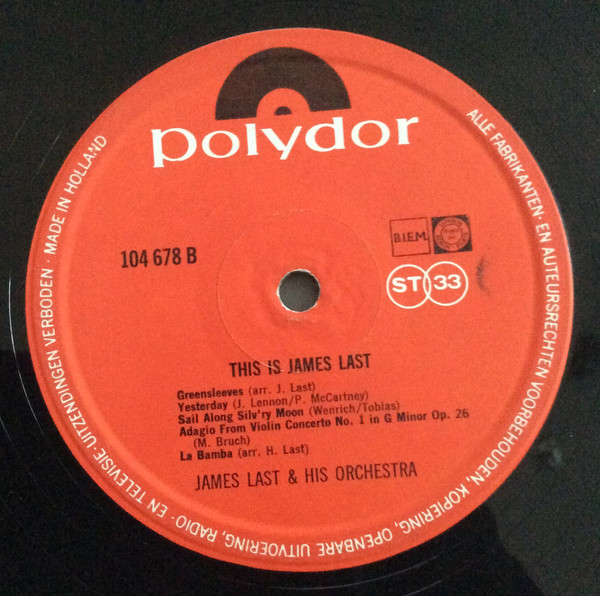 polydor
104 678 B
B.I.E.M.
ST 33
THIS IS JAMES LAST
Greensleeves (arr. J. Last)
Yesterday (J. Lennon/P. McCartney)
Sail Along Silv'ry Moon (Wenrich/Tobias)
Adagio From Violin Concerto No. 1 in G Minor Op. 26
(M. Bruch)
La Bamba (arr. H. Last)
JAMES LAST & HIS ORCHESTRA
ALLE FABRIKANTEN- EN AUTEURSRECHTEN VOORBEHOUDEN, KOPIERING, OPENBARE UITVOERING, RADIO- EN TELEVISIE-UITZENDINGEN VERBODEN · MADE IN HOLLAND